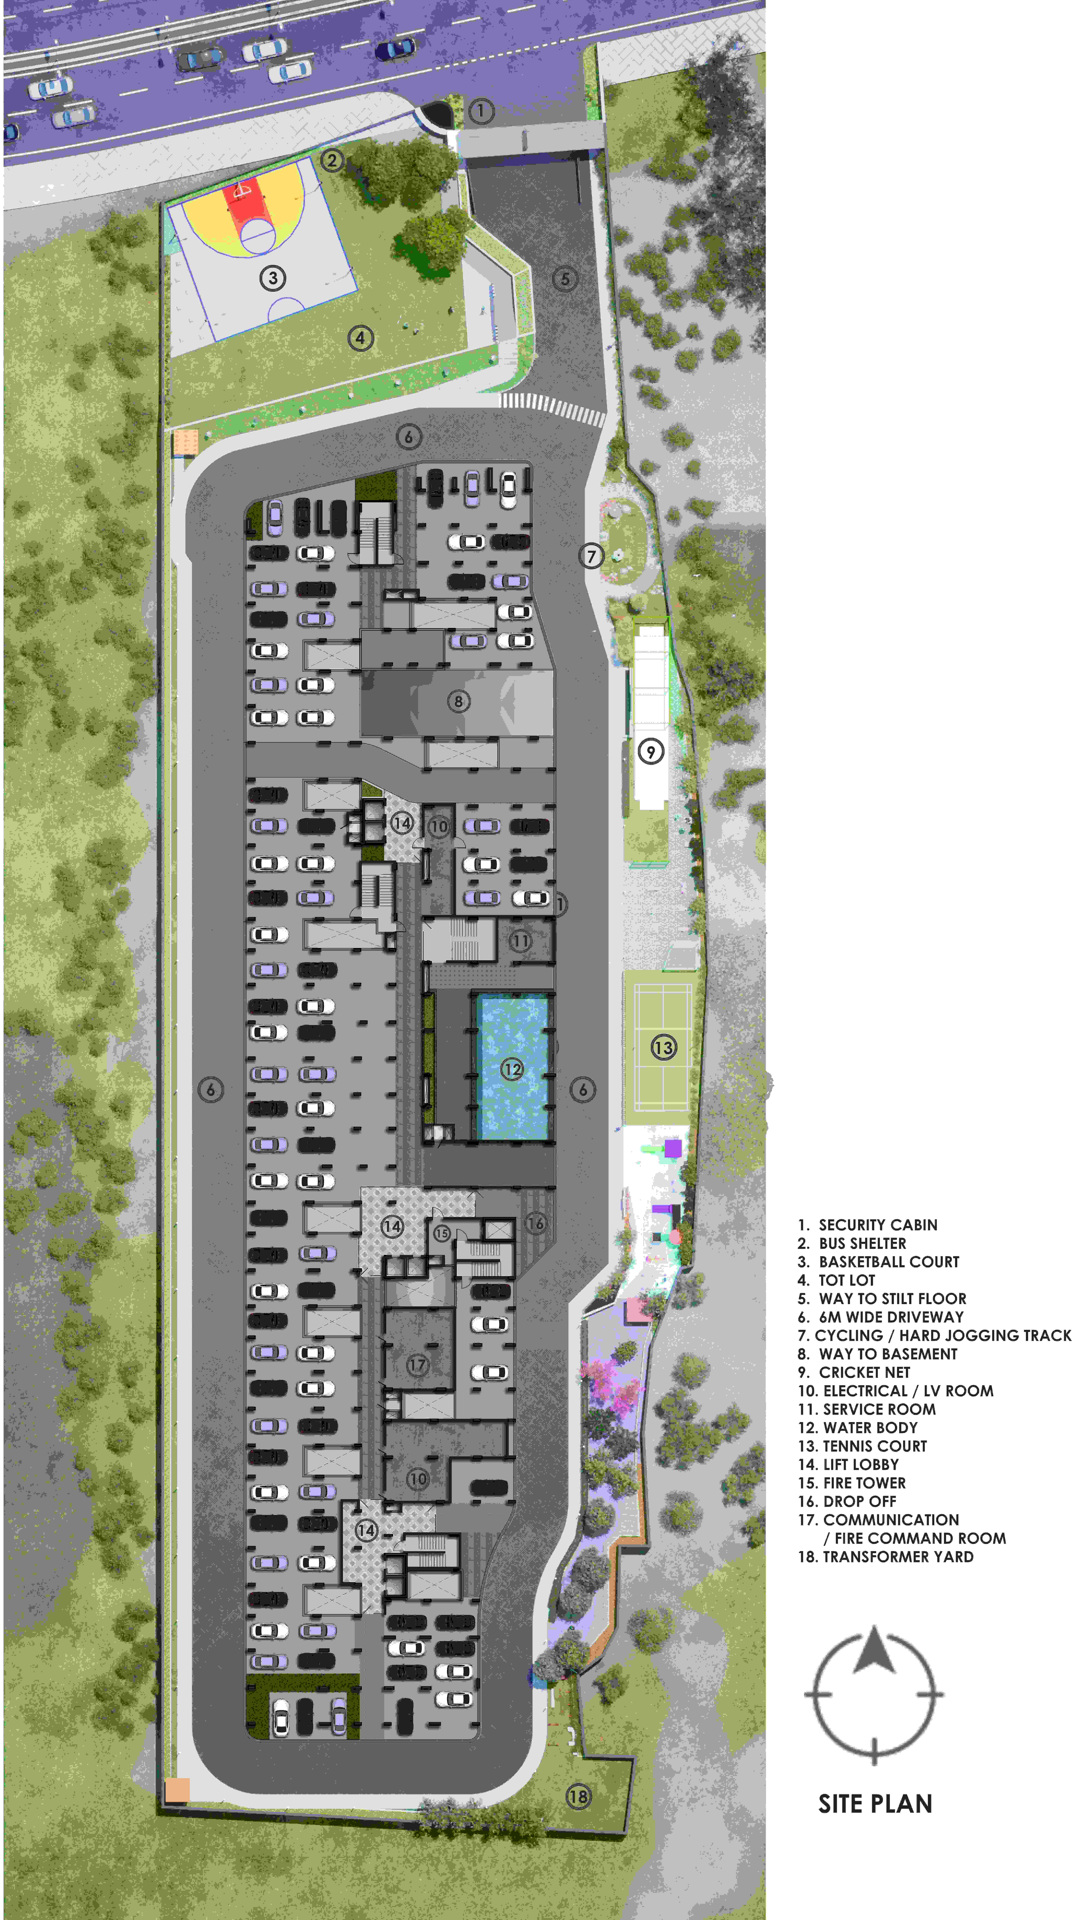 1
2
3
5
4
6
7
8
9
14
10
1
11
13
12
6
6
14
15
16
17
10
14
18
1. SECURITY CABIN
2. BUS SHELTER
3. BASKETBALL COURT
4. TOT LOT
5. WAY TO STILT FLOOR
6. 6M WIDE DRIVEWAY
7. CYCLING / HARD JOGGING TRACK
8. WAY TO BASEMENT
9. CRICKET NET
10. ELECTRICAL / LV ROOM
11. SERVICE ROOM
12. WATER BODY
13. TENNIS COURT
14. LIFT LOBBY
15. FIRE TOWER
16. DROP OFF
17. COMMUNICATION
/ FIRE COMMAND ROOM
18. TRANSFORMER YARD
SITE PLAN